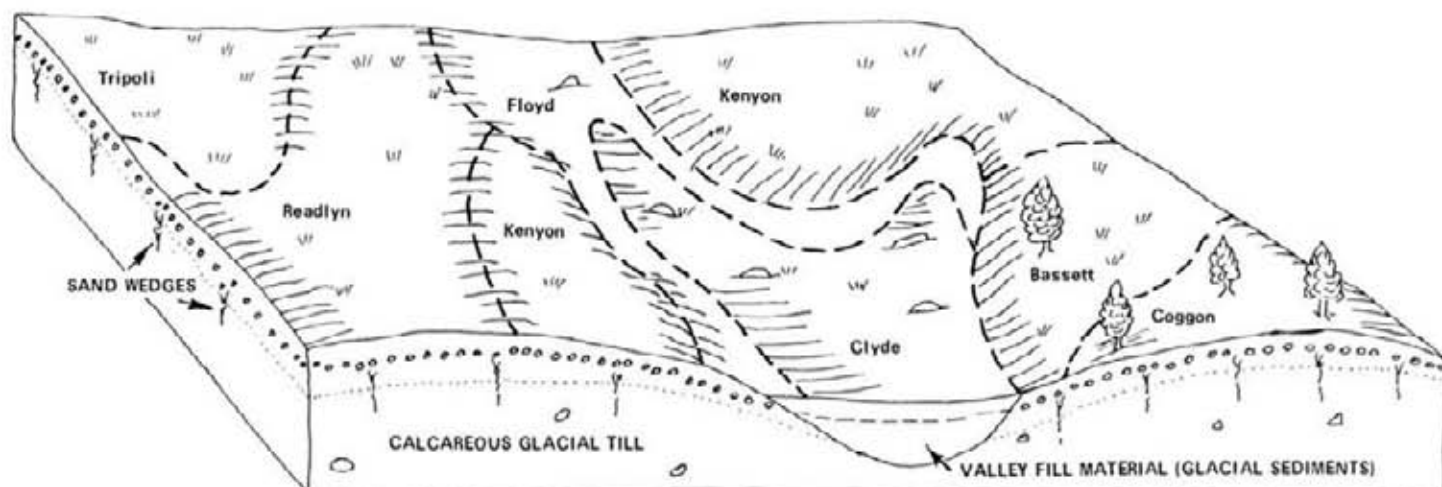 Tripoli
Floyd
Kenyon
Readlyn
Kenyon
SAND WEDGES
Bassett
Coggon
Clyde
CALCAREOUS GLACIAL TILL
VALLEY FILL MATERIAL (GLACIAL SEDIMENTS)